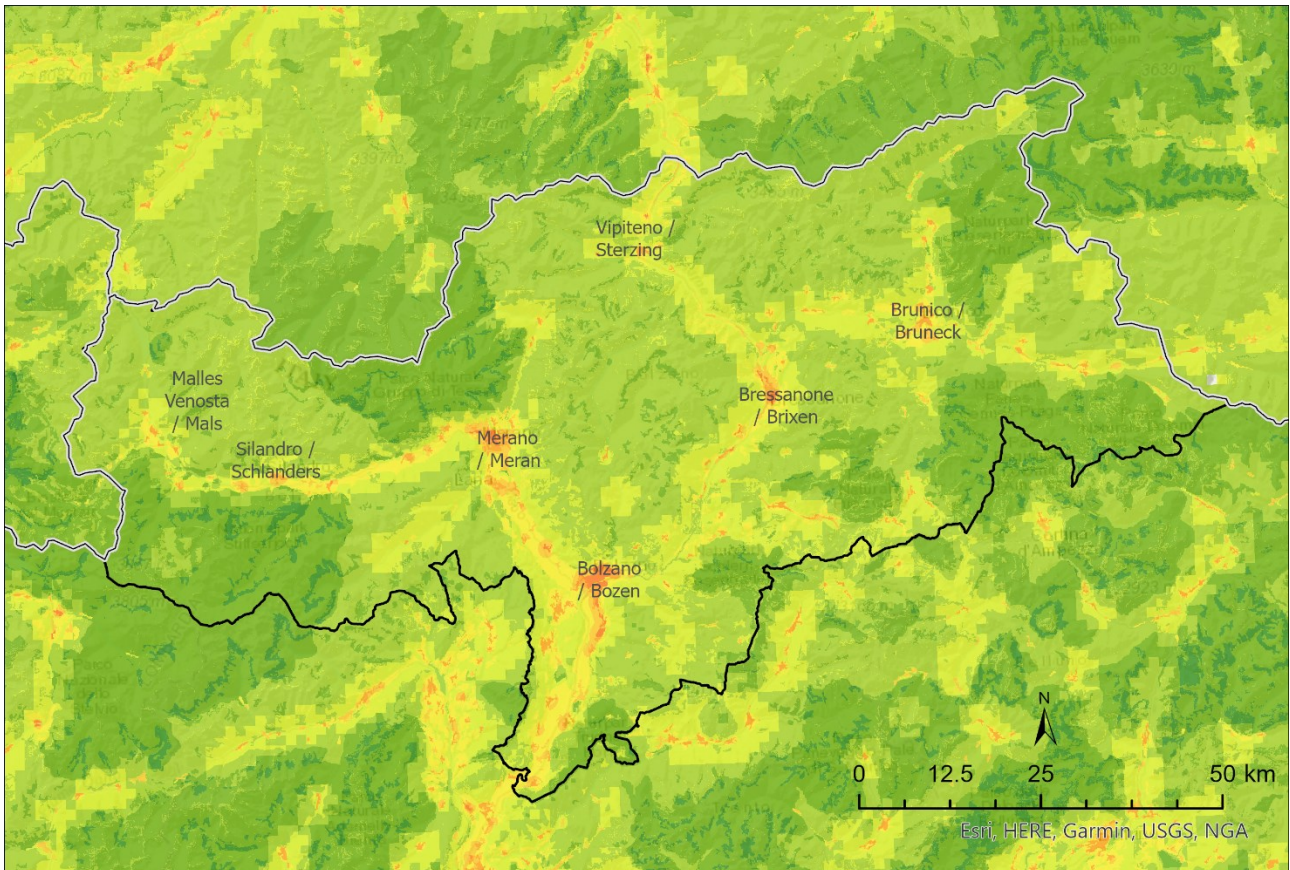 Vipiteno /
Sterzing
Brunico /
Bruneck
Malles
Venosta
/ Mals
Bressanone
/ Brixen
Silandro /
Schlanders
Merano
/ Meran
Lana
Bolzano
/ Bozen
N
0 12.5 25 50 km
Esri, HERE, Garmin, USGS, NGA